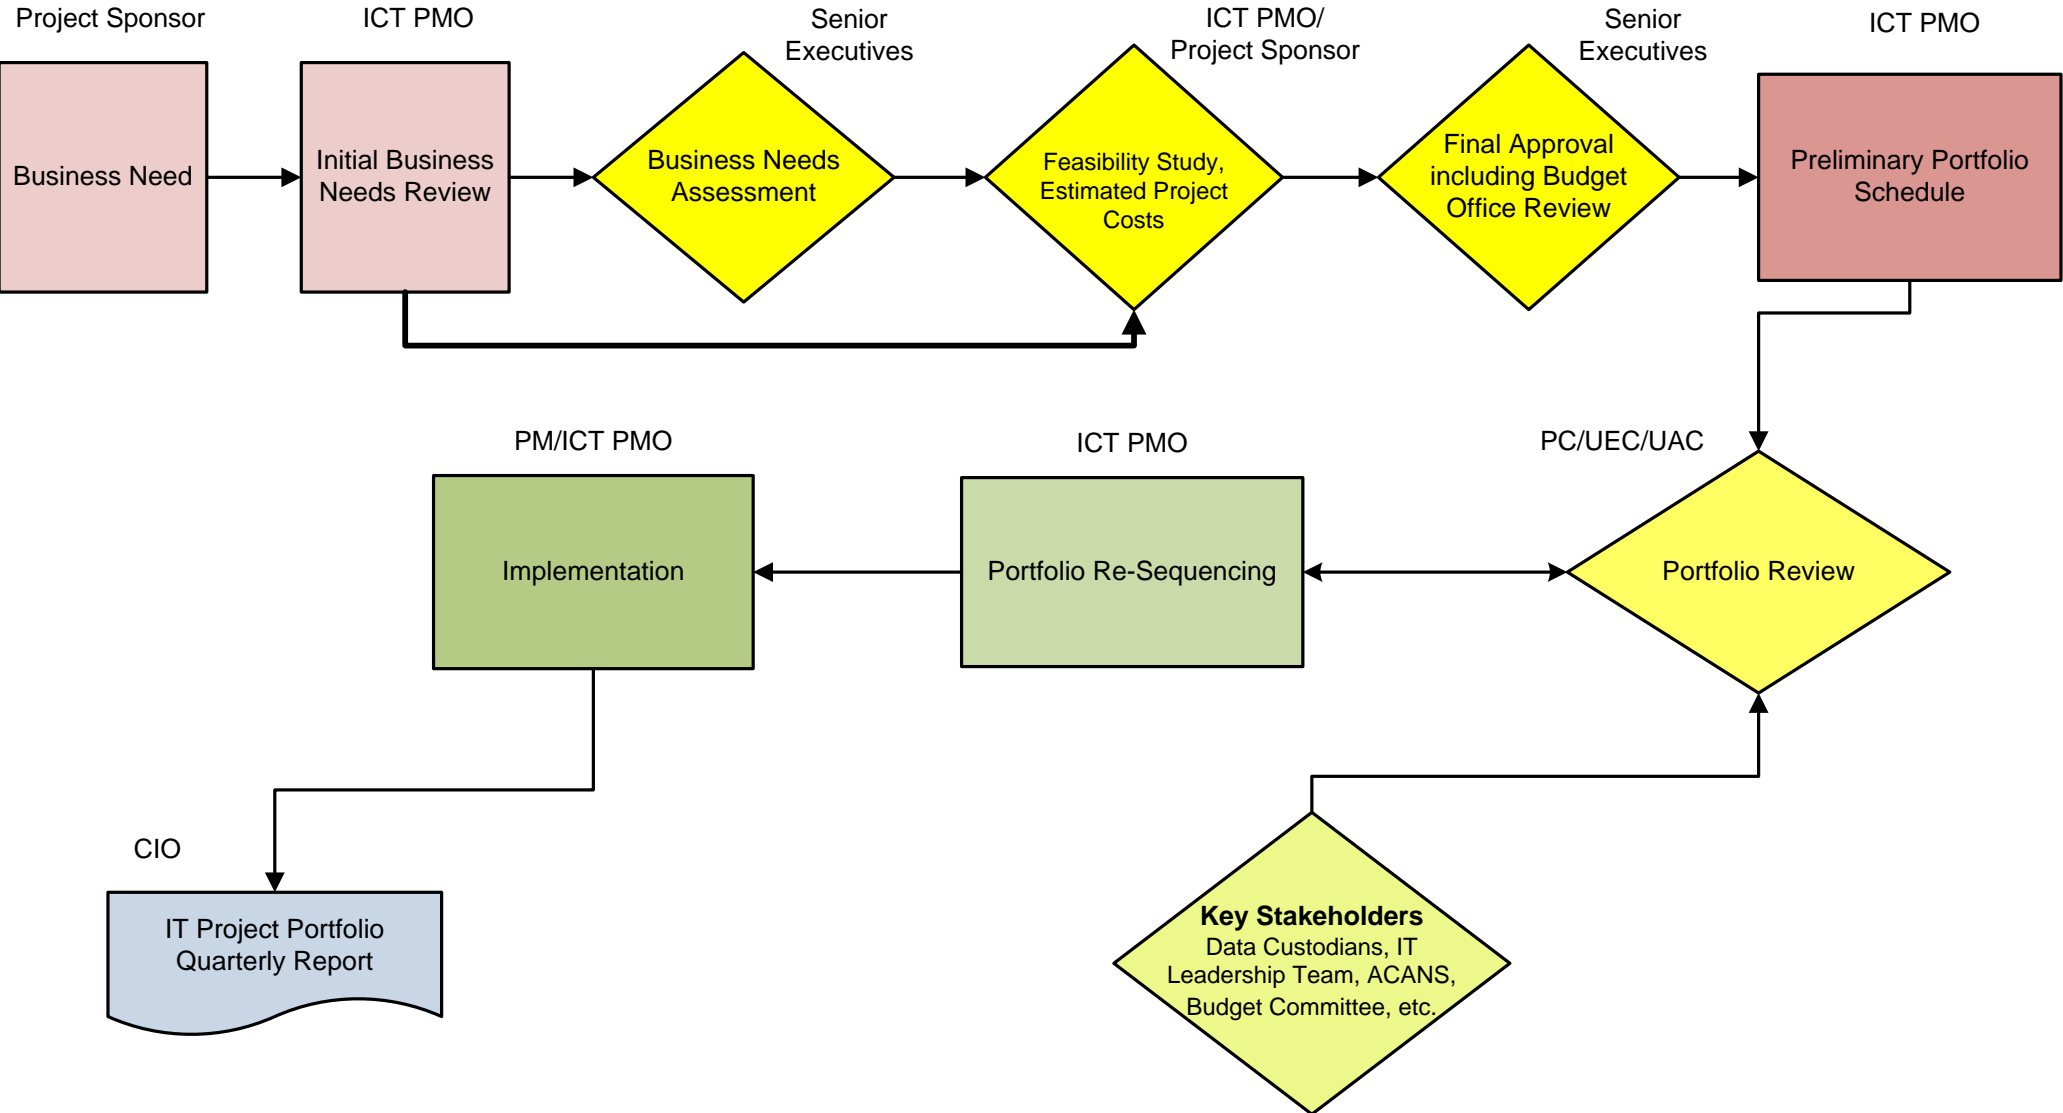 Project Sponsor
ICT PMO
Senior
Executives
ICT PMO/
Project Sponsor
Senior
Executives
ICT PMO
Business Need
Initial Business
Needs Review
Business Needs
Assessment
Feasibility Study,
Estimated Project
Costs
Final Approval
including Budget
Office Review
Preliminary Portfolio
Schedule
PM/ICT PMO
ICT PMO
PC/UEC/UAC
Implementation
Portfolio Re-Sequencing
Portfolio Review
CIO
IT Project Portfolio
Quarterly Report
Key Stakeholders
Data Custodians, IT
Leadership Team, ACANS,
Budget Committee, etc.